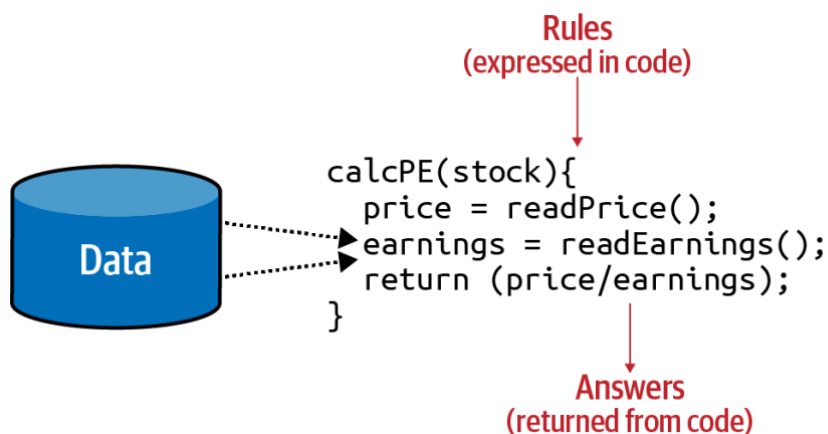 Rules
(expressed in code)
calcPE(stock){
  price = readPrice();
Data
  earnings = readEarnings();
  return (price/earnings);
}
Answers
(returned from code)